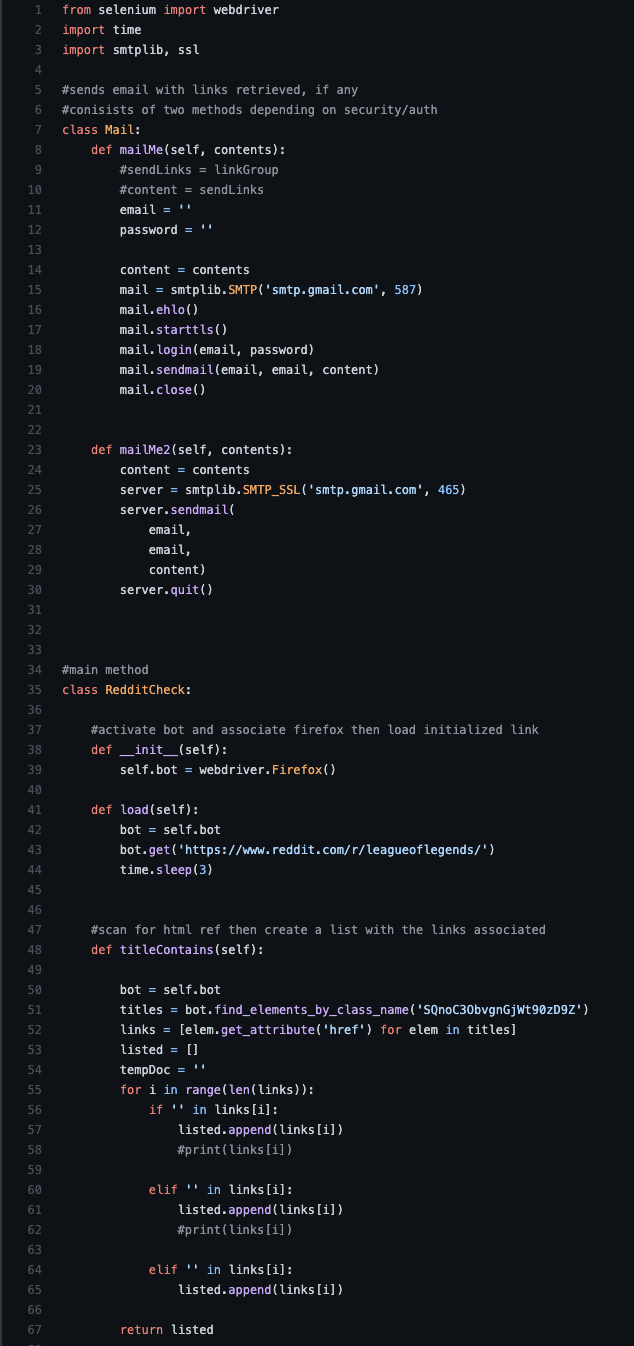 1 from selenium import webdriver
2 import time
3 import smtplib, ssl
4
5 #sends email with links retrieved, if any
6 #conisists of two methods depending on security/auth
7 class Mail:
8     def mailMe(self, contents):
9         #sendLinks = linkGroup
10         #content = sendLinks
11         email = ''
12         password = ''
13
14         content = contents
15         mail = smtplib.SMTP('smtp.gmail.com', 587)
16         mail.ehlo()
17         mail.starttls()
18         mail.login(email, password)
19         mail.sendmail(email, email, content)
20         mail.close()
21
22
23     def mailMe2(self, contents):
24         content = contents
25         server = smtplib.SMTP_SSL('smtp.gmail.com', 465)
26         server.sendmail(
27             email,
28             email,
29             content)
30         server.quit()
31
32
33
34 #main method
35 class RedditCheck:
36
37     #activate bot and associate firefox then load initialized link
38     def __init__(self):
39         self.bot = webdriver.Firefox()
40
41     def load(self):
42         bot = self.bot
43         bot.get('https://www.reddit.com/r/leagueoflegends/')
44         time.sleep(3)
45
46
47     #scan for html ref then create a list with the links associated
48     def titleContains(self):
49
50         bot = self.bot
51         titles = bot.find_elements_by_class_name('SQnoC3ObvgnGjWt90zD9Z')
52         links = [elem.get_attribute('href') for elem in titles]
53         listed = []
54         tempDoc = ''
55         for i in range(len(links)):
56             if '' in links[i]:
57                 listed.append(links[i])
58                 #print(links[i])
59
60             elif '' in links[i]:
61                 listed.append(links[i])
62                 #print(links[i])
63
64             elif '' in links[i]:
65                 listed.append(links[i])
66
67         return listed